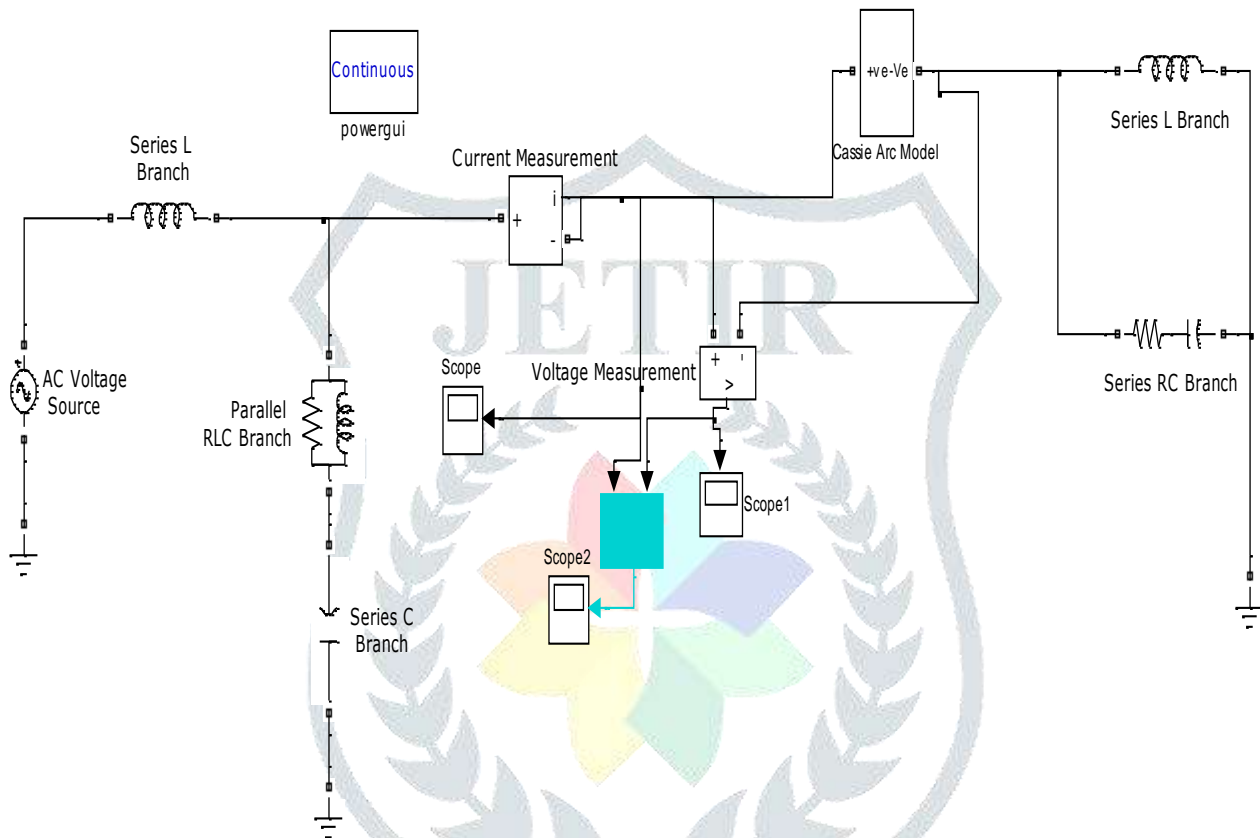 Continuous
powergui
Series L
Branch
Current Measurement
i
+
-
+ve-Ve
Cassie Arc Model
Series L Branch
JETIR
AC Voltage
Source
Parallel
RLC Branch
Scope
Voltage Measurement
+ -
v
Series RC Branch
Scope1
Scope2
Series C
Branch